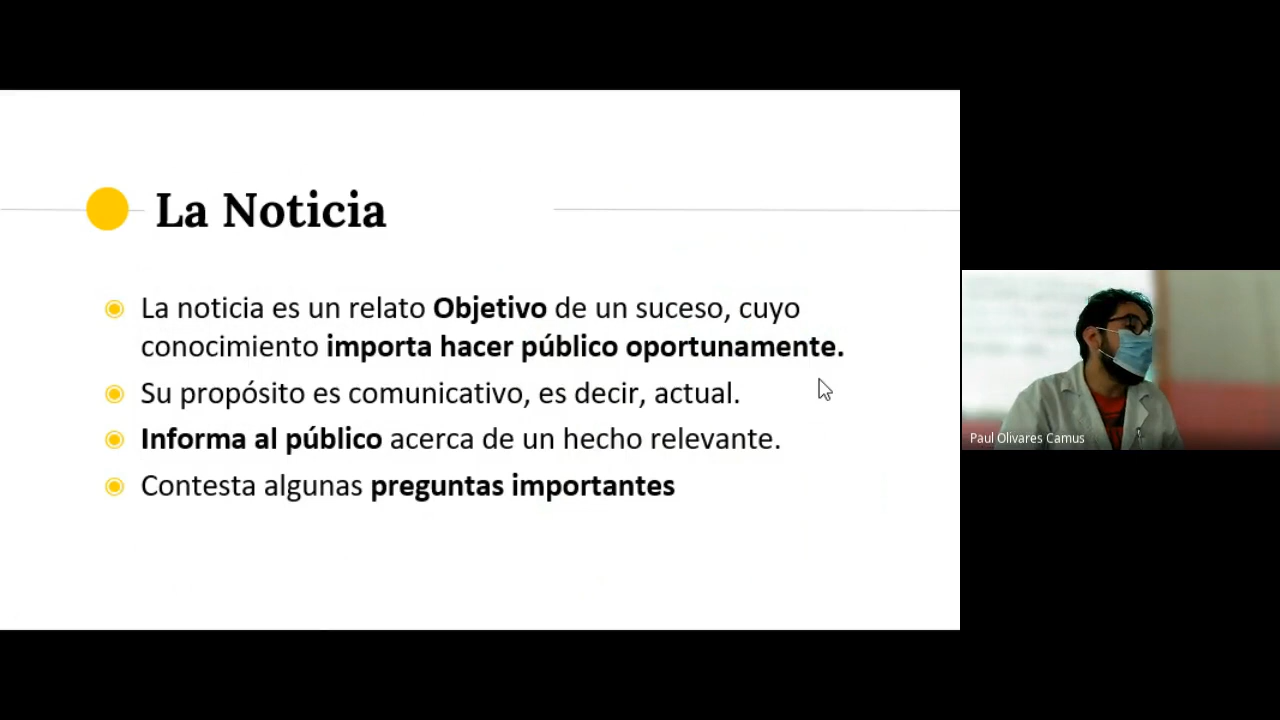 La Noticia
La noticia es un relato Objetivo de un suceso, cuyo
conocimiento importa hacer público oportunamente.
Su propósito es comunicativo, es decir, actual.
Informa al público acerca de un hecho relevante.
Contesta algunas preguntas importantes
Paul Olivares Camus